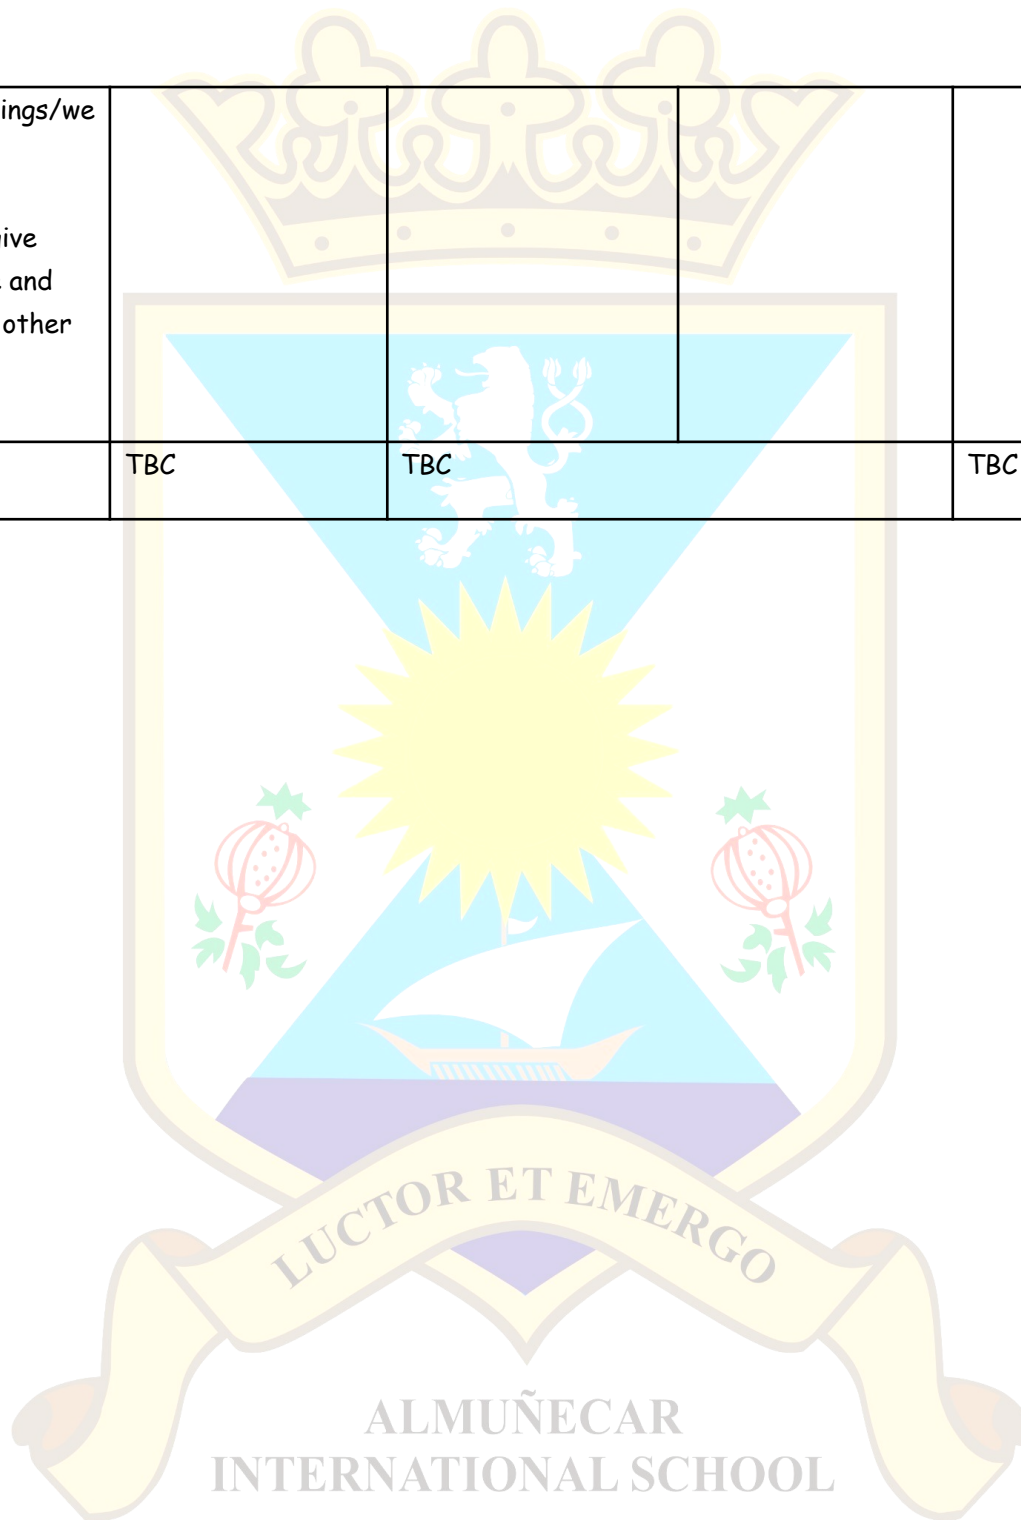 ings/we
ive
and
other
TBC
TBC
TBC
LUCTOR ET EMERGO
ALMUÑECAR
INTERNATIONAL SCHOOL